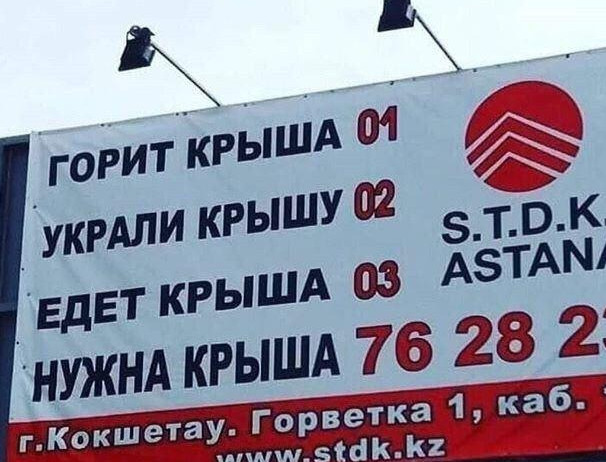 ГОРИТ КРЫША 01
УКРАЛИ КРЫШУ 02
ЕДЕТ КРЫША 03
НУЖНА КРЫША 76 28 2
S.T.D.K.
ASTANA
г.Кокшетау. Горветка 1, каб.
www.stdk.kz